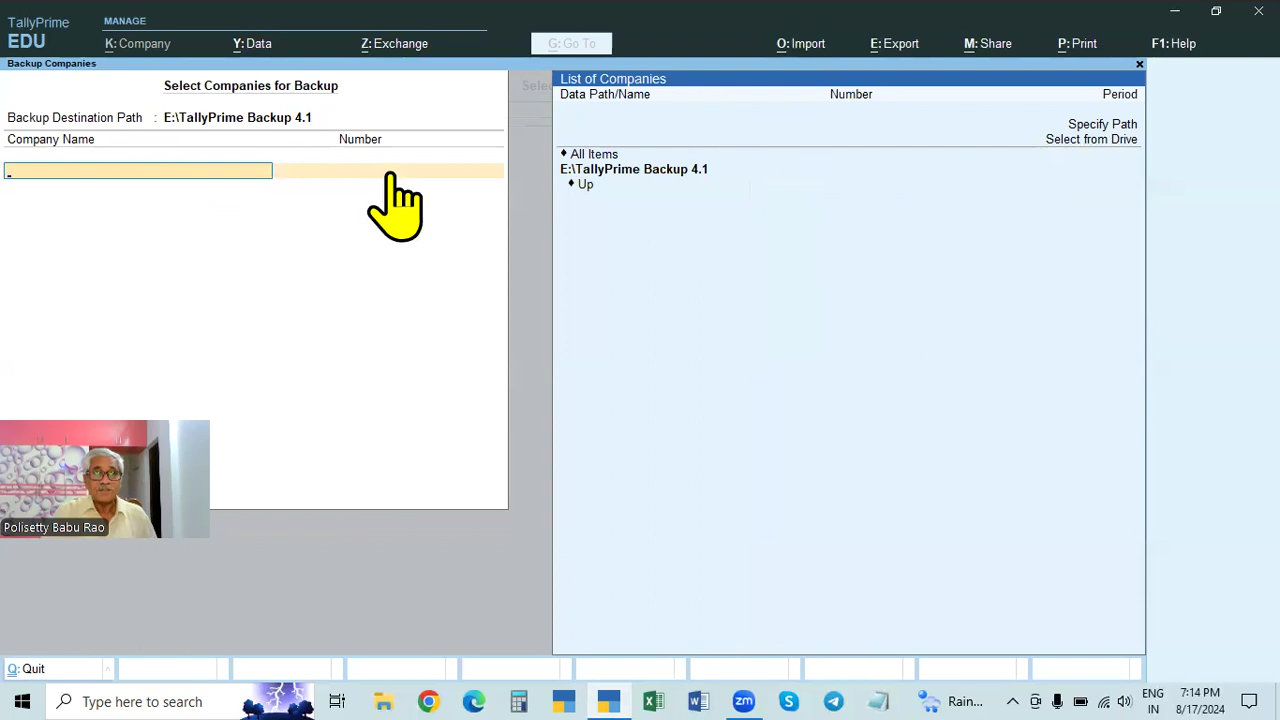 TallyPrime
EDU
MANAGE
K: Company
Y: Data
Z: Exchange
G: Go To
O: Import
E: Export
M: Share
P: Print
F1: Help
Backup Companies
Select Companies for Backup
Backup Destination Path : E:\TallyPrime Backup 4.1
Company Name Number
List of Companies
Data Path/Name Number Period
Specify Path
Select from Drive
♦ All Items
E:\TallyPrime Backup 4.1
♦ Up
Polisetty Babu Rao
Q: Quit
Type here to search
Rain...
ENG
IN
7:14 PM
8/17/2024